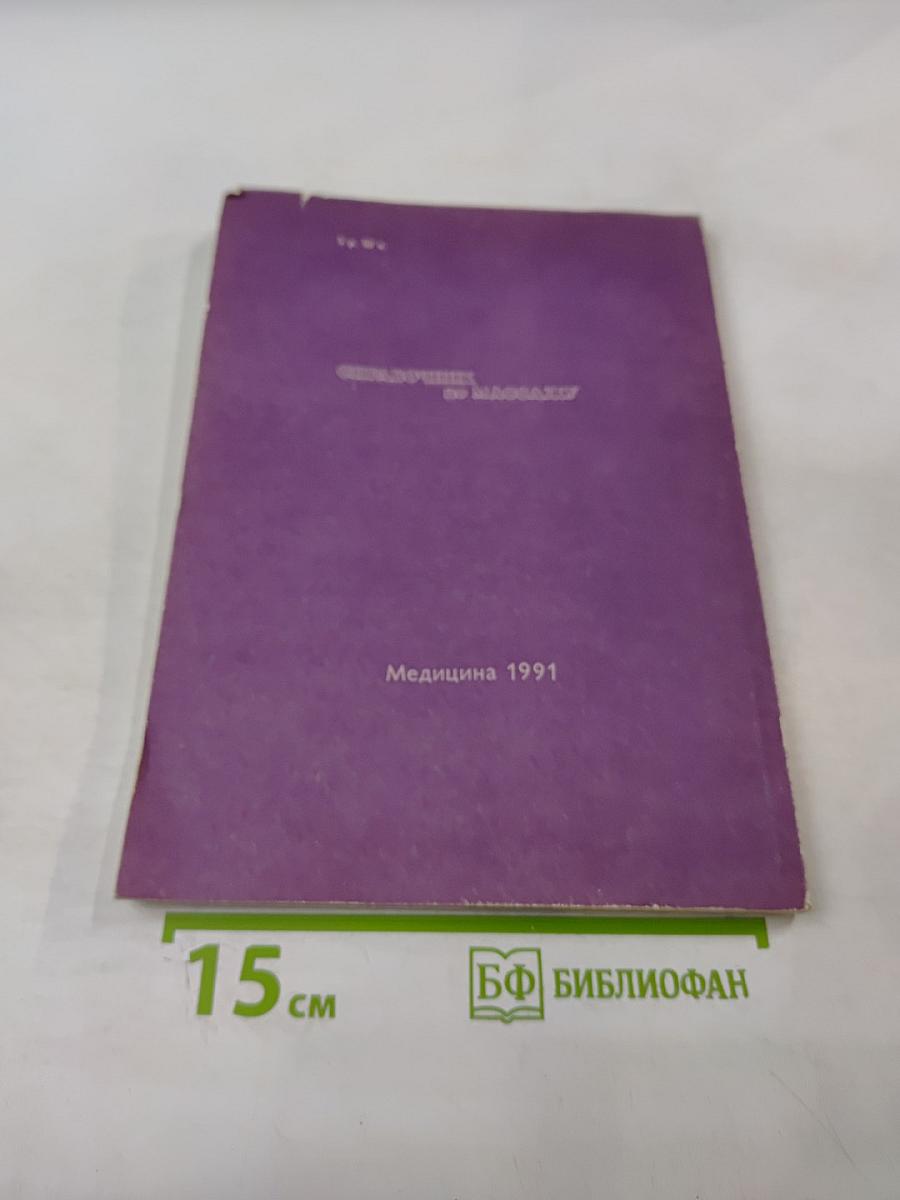 СПРАВОЧНИК
по МАССАЖУ
Медицина 1991
15 см
БФ БИБЛИОФАН